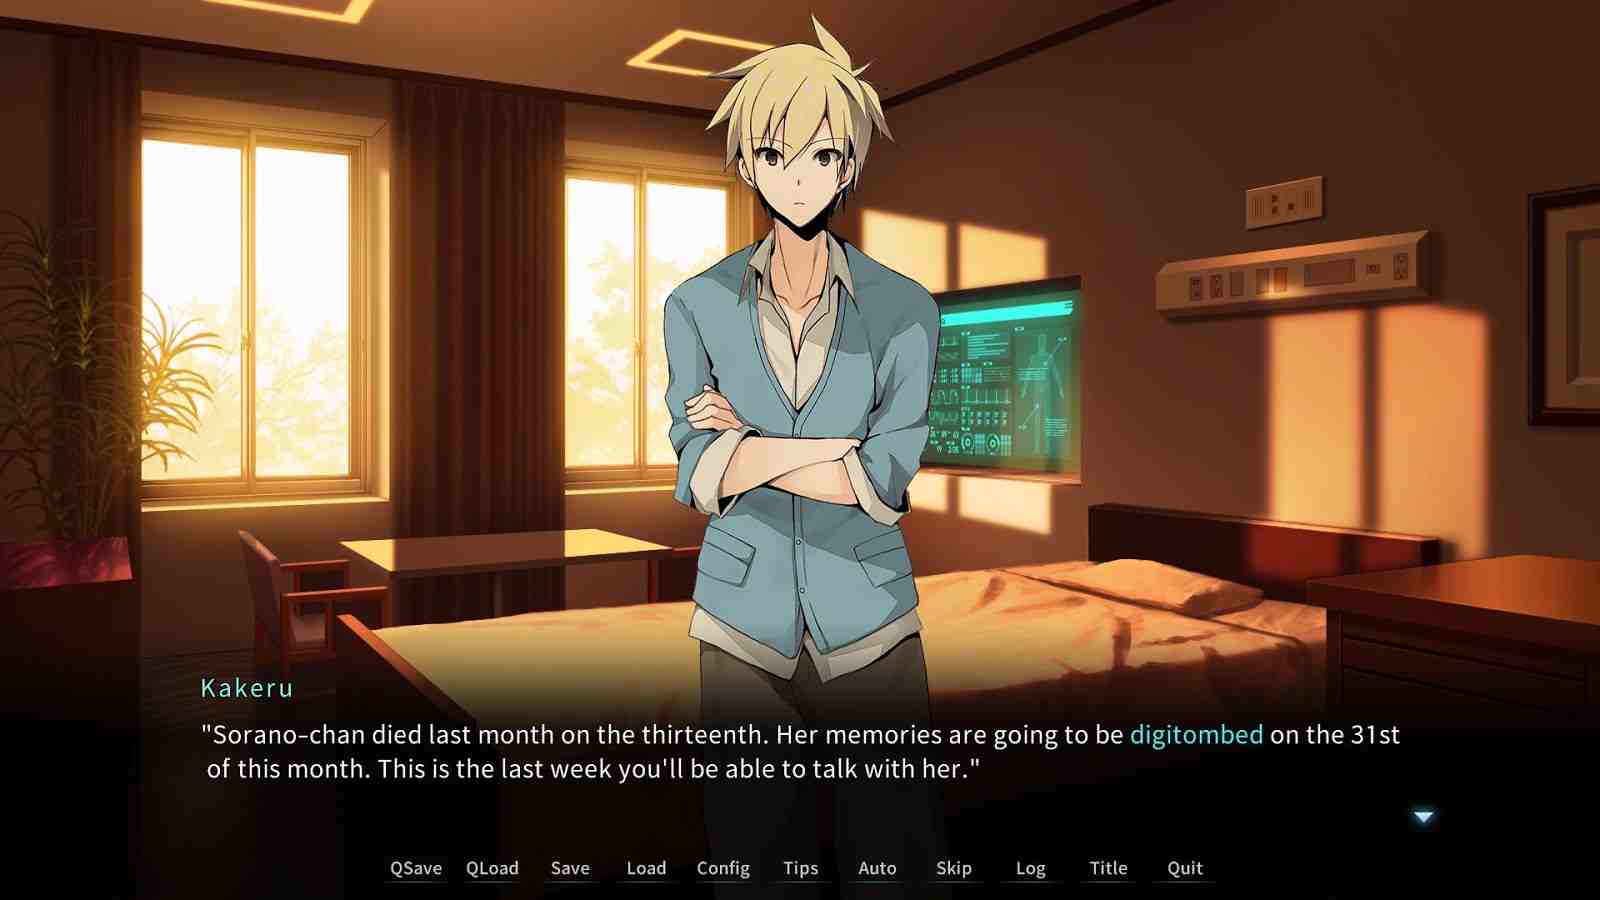 Kakeru
"Sorano-chan died last month on the thirteenth. Her memories are going to be digitombed on the 31st
of this month. This is the last week you'll be able to talk with her."
QSave QLoad Save Load Config Tips Auto Skip Log Title Quit